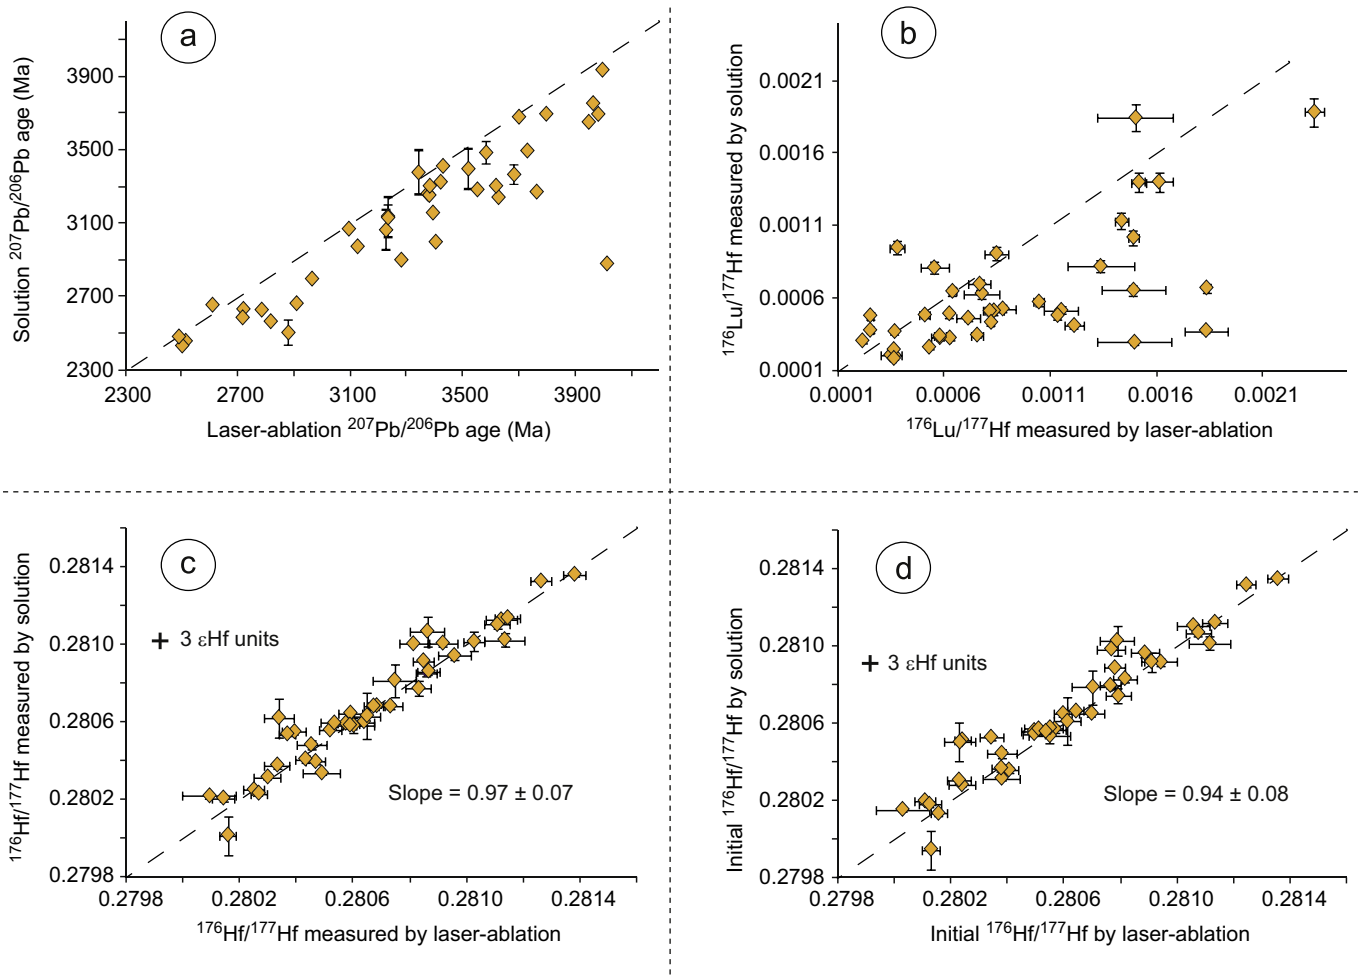 a
Solution ²⁰⁷Pb/²⁰⁶Pb age (Ma)
3900
3500
3100
2700
2300
2300 2700 3100 3500 3900
Laser-ablation ²⁰⁷Pb/²⁰⁶Pb age (Ma)
b
¹⁷⁶Lu/¹⁷⁷Hf measured by solution
0.0021
0.0016
0.0011
0.0006
0.0001
0.0001 0.0006 0.0011 0.0016 0.0021
¹⁷⁶Lu/¹⁷⁷Hf measured by laser-ablation
c
¹⁷⁶Hf/¹⁷⁷Hf measured by solution
0.2814
0.2810
0.2806
0.2802
0.2798
3 εHf units
Slope = 0.97 ± 0.07
0.2798 0.2802 0.2806 0.2810 0.2814
¹⁷⁶Hf/¹⁷⁷Hf measured by laser-ablation
d
Initial ¹⁷⁶Hf/¹⁷⁷Hf by solution
0.2814
0.2810
0.2806
0.2802
0.2798
3 εHf units
Slope = 0.94 ± 0.08
0.2798 0.2802 0.2806 0.2810 0.2814
Initial ¹⁷⁶Hf/¹⁷⁷Hf by laser-ablation